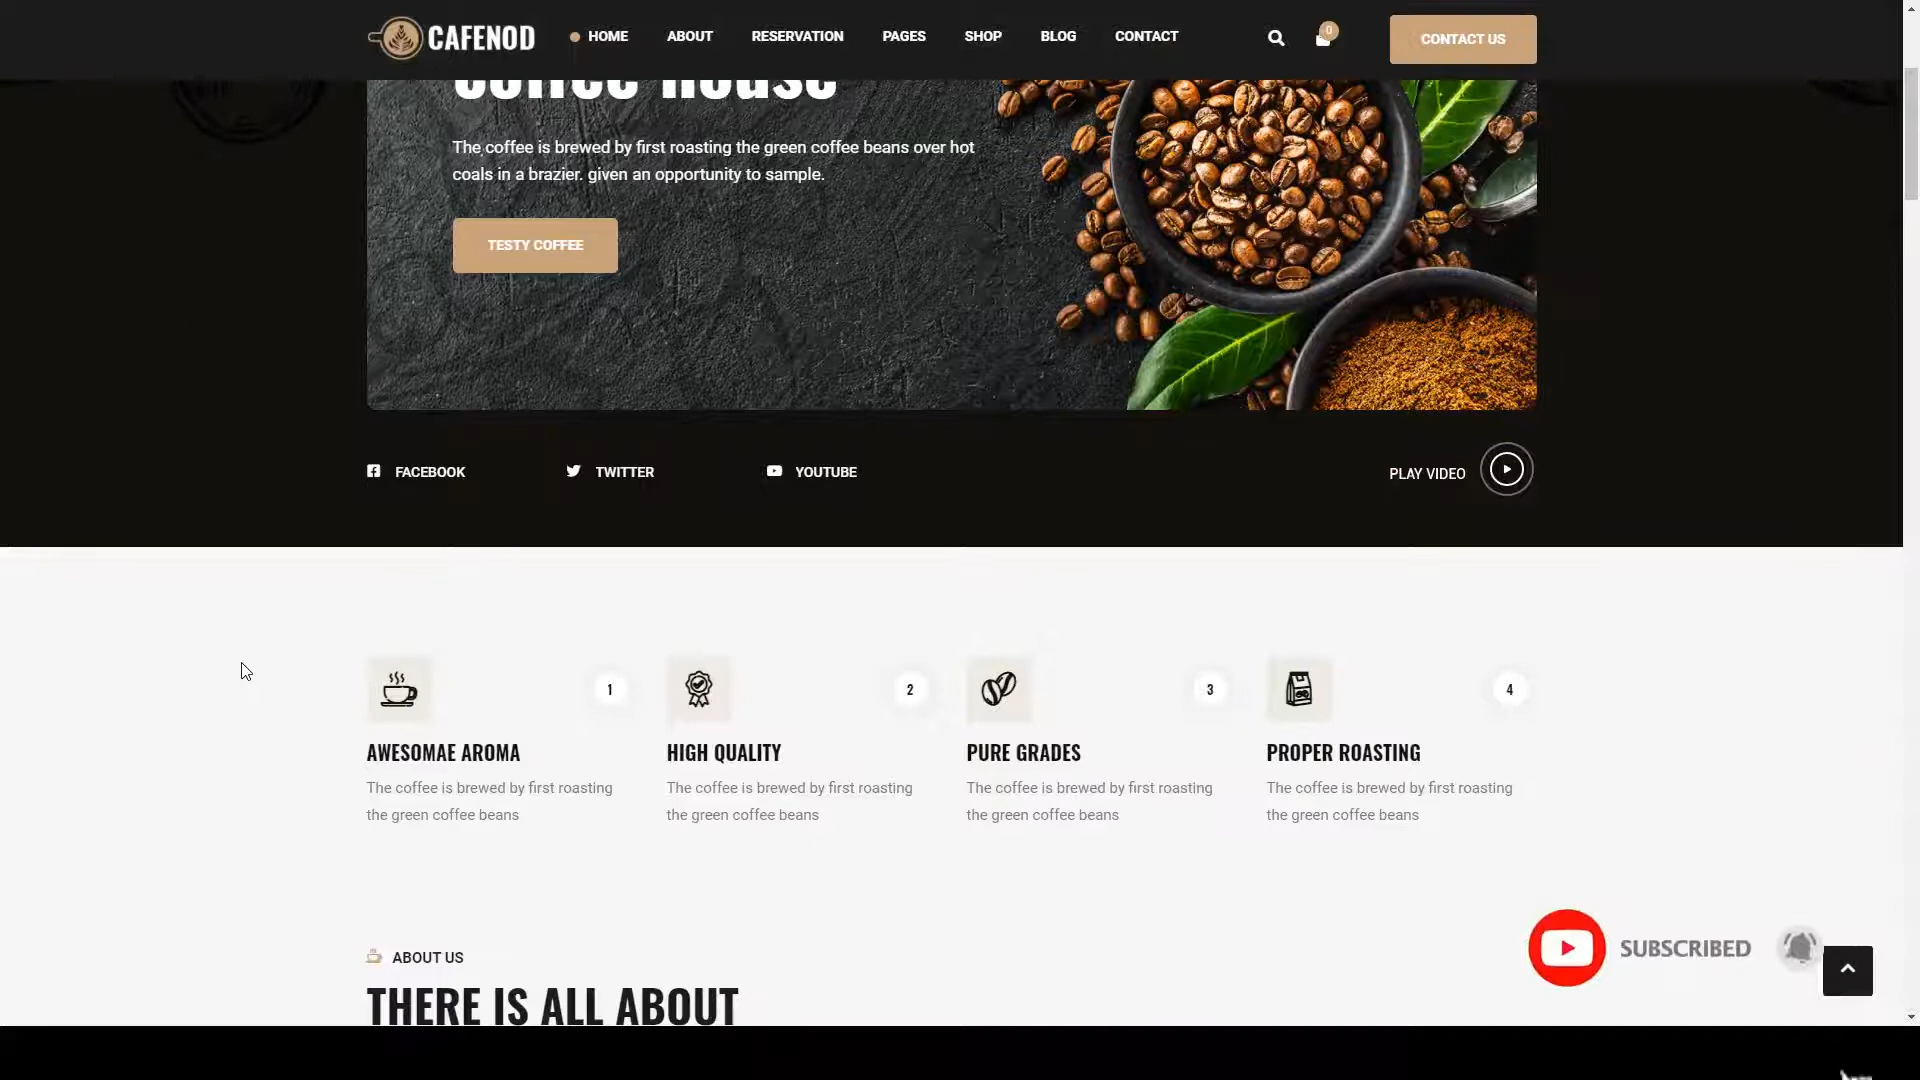 CAFENOD
HOME
ABOUT
RESERVATION
PAGES
SHOP
BLOG
CONTACT
0
CONTACT US
coffee house
The coffee is brewed by first roasting the green coffee beans over hot
coals in a brazier. given an opportunity to sample.
TESTY COFFEE
FACEBOOK
TWITTER
YOUTUBE
PLAY VIDEO
1
AWESOMAE AROMA
The coffee is brewed by first roasting
the green coffee beans
2
HIGH QUALITY
The coffee is brewed by first roasting
the green coffee beans
3
PURE GRADES
The coffee is brewed by first roasting
the green coffee beans
4
PROPER ROASTING
The coffee is brewed by first roasting
the green coffee beans
ABOUT US
THERE IS ALL ABOUT
SUBSCRIBED